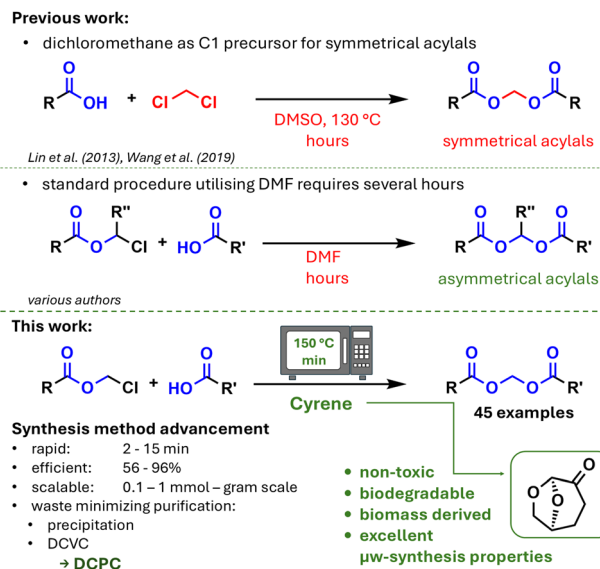 Previous work:
• dichloromethane as C1 precursor for symmetrical acylals
R O OH + Cl Cl DMSO, 130 °C hours R O O O O R
symmetrical acylals
Lin et al. (2013), Wang et al. (2019)
• standard procedure utilising DMF requires several hours
R O O R'' Cl + HO O R' DMF hours R O O R'' O O R'
asymmetrical acylals
various authors
This work:
150 °C
min
R O O Cl + HO O R' Cyrene R O O O O R'
45 examples
Synthesis method advancement
• rapid: 2 - 15 min
• efficient: 56 - 96%
• scalable: 0.1 – 1 mmol – gram scale
• waste minimizing purification:
• precipitation
• DCVC
→ DCPC
• non-toxic
• biodegradable
• biomass derived
• excellent
µw-synthesis properties
O O O